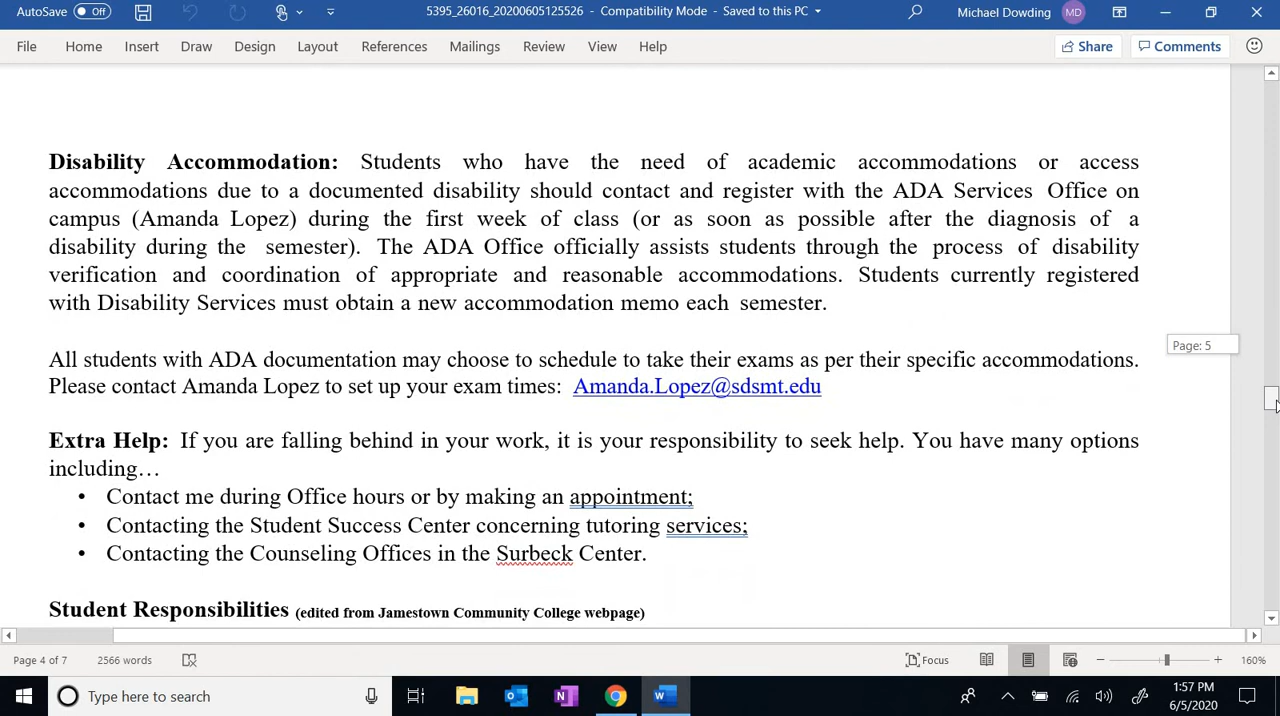 AutoSave Off 5395_26016_20200605125526 - Compatibility Mode - Saved to this PC Michael Dowding MD
File Home Insert Draw Design Layout References Mailings Review View Help Share Comments
Disability Accommodation: Students who have the need of academic accommodations or access
accommodations due to a documented disability should contact and register with the ADA Services Office on
campus (Amanda Lopez) during the first week of class (or as soon as possible after the diagnosis of a
disability during the semester). The ADA Office officially assists students through the process of disability
verification and coordination of appropriate and reasonable accommodations. Students currently registered
with Disability Services must obtain a new accommodation memo each semester.
Page: 5
All students with ADA documentation may choose to schedule to take their exams as per their specific accommodations.
Please contact Amanda Lopez to set up your exam times: Amanda.Lopez@sdsmt.edu
Extra Help: If you are falling behind in your work, it is your responsibility to seek help. You have many options
including…
• Contact me during Office hours or by making an appointment;
• Contacting the Student Success Center concerning tutoring services;
• Contacting the Counseling Offices in the Surbeck Center.
Student Responsibilities (edited from Jamestown Community College webpage)
Page 4 of 7 2566 words Focus 160%
Type here to search 1:57 PM
6/5/2020